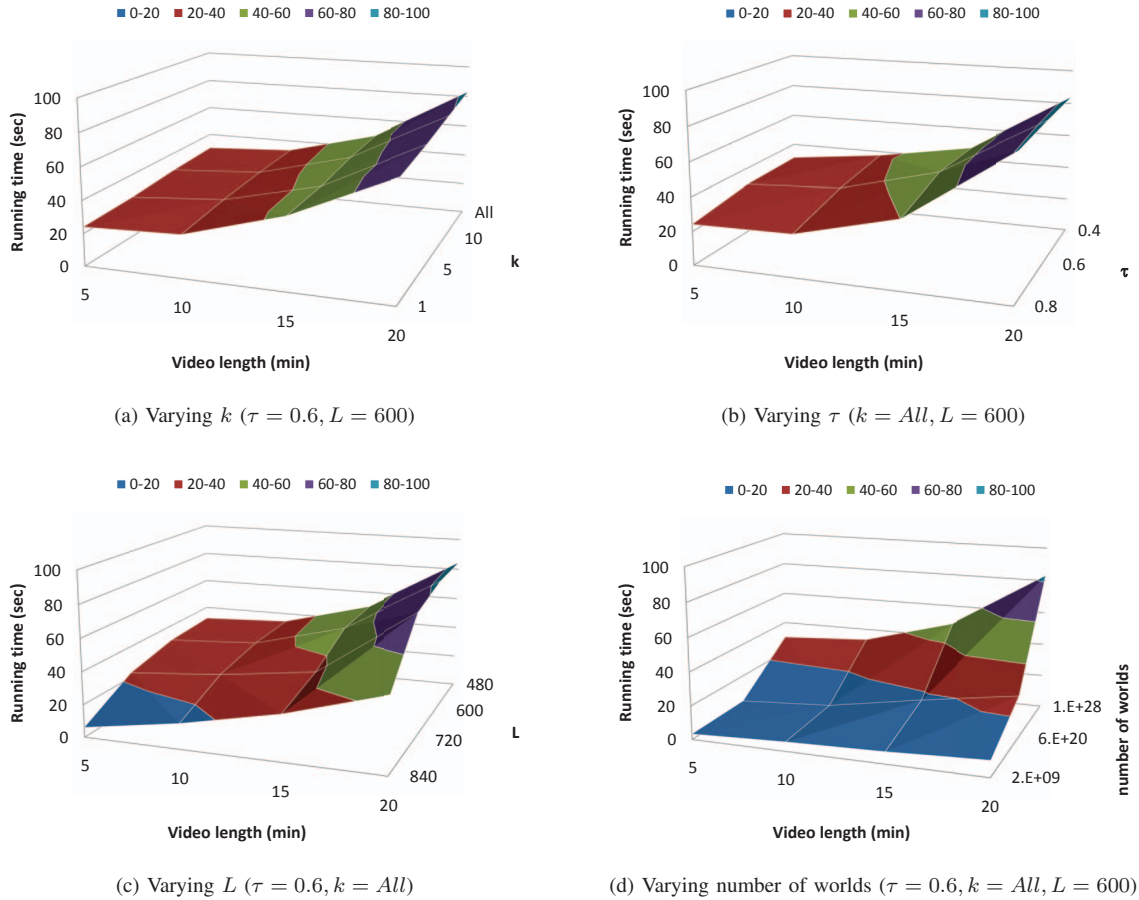 0-20 20-40 40-60 60-80 80-100
Running time (sec)
100
80
60
40
20
0
5
10
15
20
Video length (min)
All
10
5
1
k
(a) Varying k (τ = 0.6, L = 600)
0-20 20-40 40-60 60-80 80-100
Running time (sec)
100
80
60
40
20
0
5
10
15
20
Video length (min)
0.4
0.6
0.8
τ
(b) Varying τ (k = All, L = 600)
0-20 20-40 40-60 60-80 80-100
Running time (sec)
100
80
60
40
20
0
5
10
15
20
Video length (min)
480
600
720
840
L
(c) Varying L (τ = 0.6, k = All)
0-20 20-40 40-60 60-80 80-100
Running time (sec)
100
80
60
40
20
0
5
10
15
20
Video length (min)
1.E+28
6.E+20
2.E+09
number of worlds
(d) Varying number of worlds (τ = 0.6, k = All, L = 600)